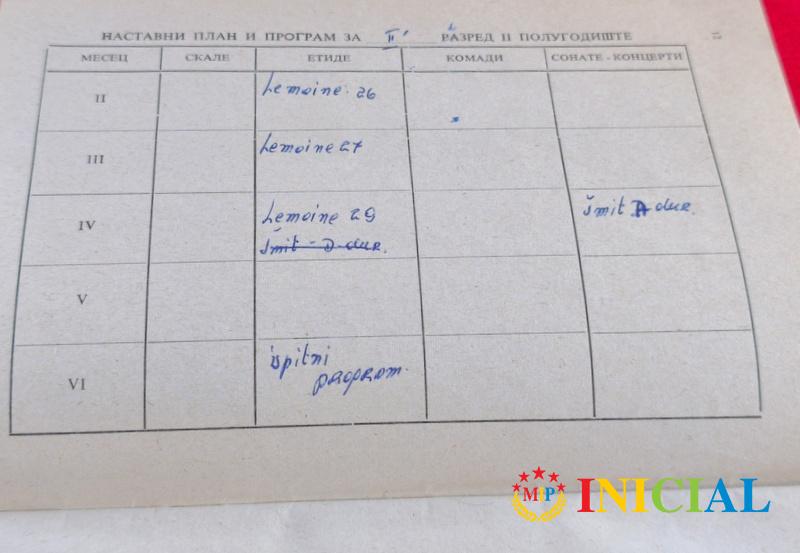 НАСТАВНИ ПЛАН И ПРОГРАМ ЗА II РАЗРЕД II ПОЛУГОДИШТЕ
МЕСЕЦ СКАЛЕ ЕТИДЕ КОМАДИ СОНАТЕ - КОНЦЕРТИ
II Lemoine 26
III Lemoine 27
IV Lemoine 29 šmit D dur.
šmit - D-dur.
V
VI ispitni
program.
MIP INICIAL